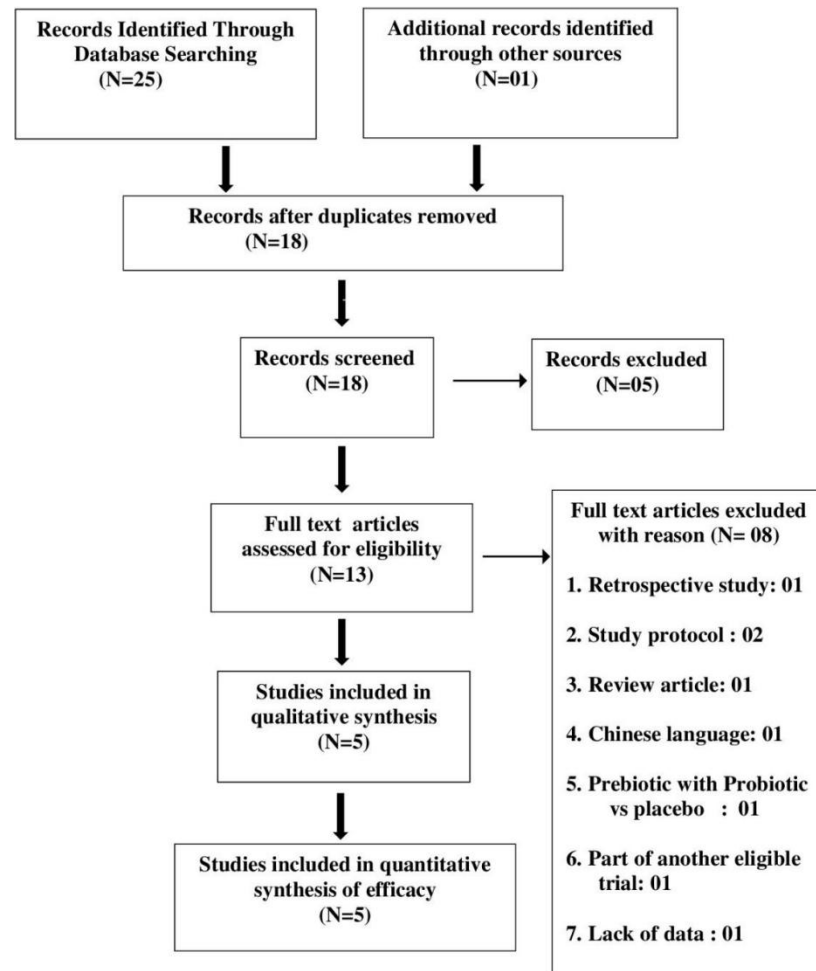 Records Identified Through
Database Searching
(N=25)
Additional records identified
through other sources
(N=01)
Records after duplicates removed
(N=18)
Records screened
(N=18)
Records excluded
(N=05)
Full text articles
assessed for eligibility
(N=13)
Full text articles excluded
with reason (N= 08)
1. Retrospective study: 01
2. Study protocol : 02
3. Review article: 01
4. Chinese language: 01
5. Prebiotic with Probiotic
vs placebo : 01
6. Part of another eligible
trial: 01
7. Lack of data : 01
Studies included in
qualitative synthesis
(N=5)
Studies included in quantitative
synthesis of efficacy
(N=5)